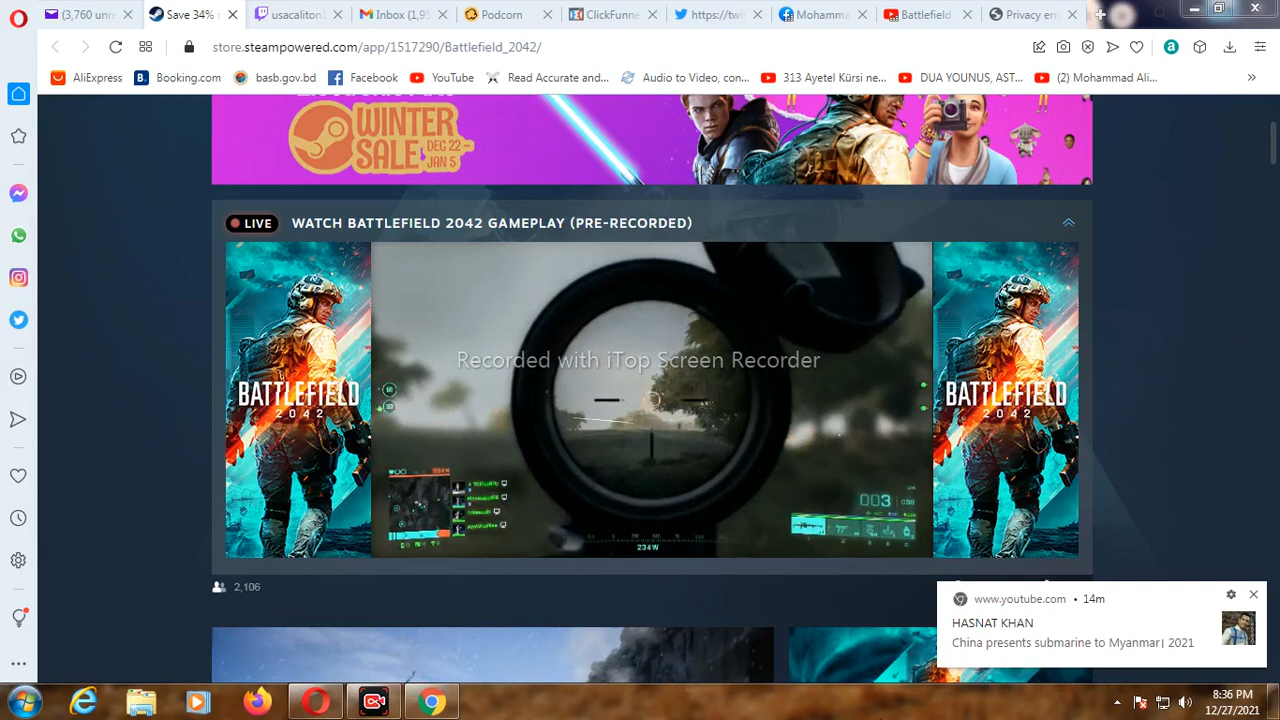 (3,760 unre
Save 34% o
usacaliton1
Inbox (1,95
Podcorn
ClickFunne
https://twi
Mohamma
Battlefield
Privacy erro
store.steampowered.com/app/1517290/Battlefield_2042/
AliExpress
Booking.com
basb.gov.bd
Facebook
YouTube
Read Accurate and...
Audio to Video, con...
313 Ayetel Kürsi ne...
DUA YOUNUS, AST...
(2) Mohammad Ali...
WINTER
SALE
DEC 22 -
JAN 5
LIVE WATCH BATTLEFIELD 2042 GAMEPLAY (PRE-RECORDED)
BATTLEFIELD
2042
Recorded with iTop Screen Recorder
003
234W
BATTLEFIELD
2042
2,106
www.youtube.com • 14m
HASNAT KHAN
China presents submarine to Myanmar| 2021
8:36 PM
12/27/2021